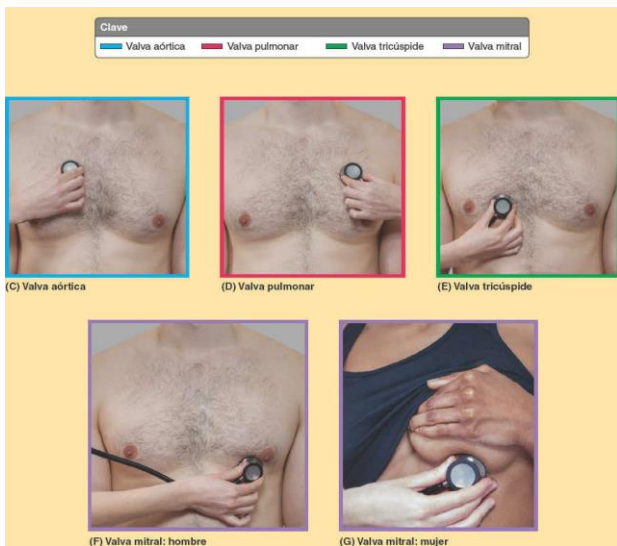 Clave
Valva aórtica Valva pulmonar Valva tricúspide Valva mitral
(C) Valva aórtica
(D) Valva pulmonar
(E) Valva tricúspide
(F) Valva mitral: hombre
(G) Valva mitral: mujer